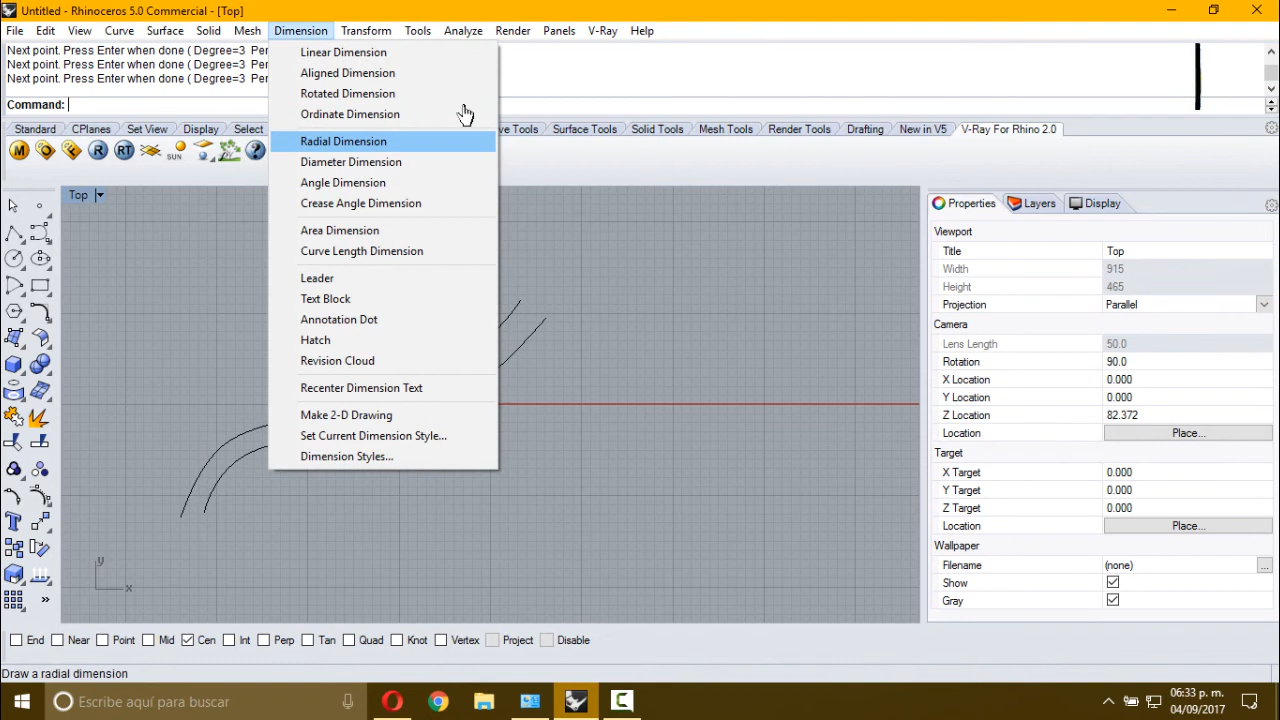 Untitled - Rhinoceros 5.0 Commercial - [Top]
File Edit View Curve Surface Solid Mesh Dimension Transform Tools Analyze Render Panels V-Ray Help
Next point. Press Enter when done ( Degree=3 Per
Next point. Press Enter when done ( Degree=3 Per
Next point. Press Enter when done ( Degree=3 Per
Command:
Standard CPlanes Set View Display Select ve Tools Surface Tools Solid Tools Mesh Tools Render Tools Drafting New in V5 V-Ray For Rhino 2.0
M O F R RT SUN ?
Linear Dimension
Aligned Dimension
Rotated Dimension
Ordinate Dimension
Radial Dimension
Diameter Dimension
Angle Dimension
Crease Angle Dimension
Area Dimension
Curve Length Dimension
Leader
Text Block
Annotation Dot
Hatch
Revision Cloud
Recenter Dimension Text
Make 2-D Drawing
Set Current Dimension Style...
Dimension Styles...
Top
y
x
Properties Layers Display
Viewport
Title Top
Width 915
Height 465
Projection Parallel
Camera
Lens Length 50.0
Rotation 90.0
X Location 0.000
Y Location 0.000
Z Location 82.372
Location Place...
Target
X Target 0.000
Y Target 0.000
Z Target 0.000
Location Place...
Wallpaper
Filename (none) ...
Show
Gray
End Near Point Mid Cen Int Perp Tan Quad Knot Vertex Project Disable
Draw a radial dimension
Escribe aquí para buscar
06:33 p. m.
04/09/2017